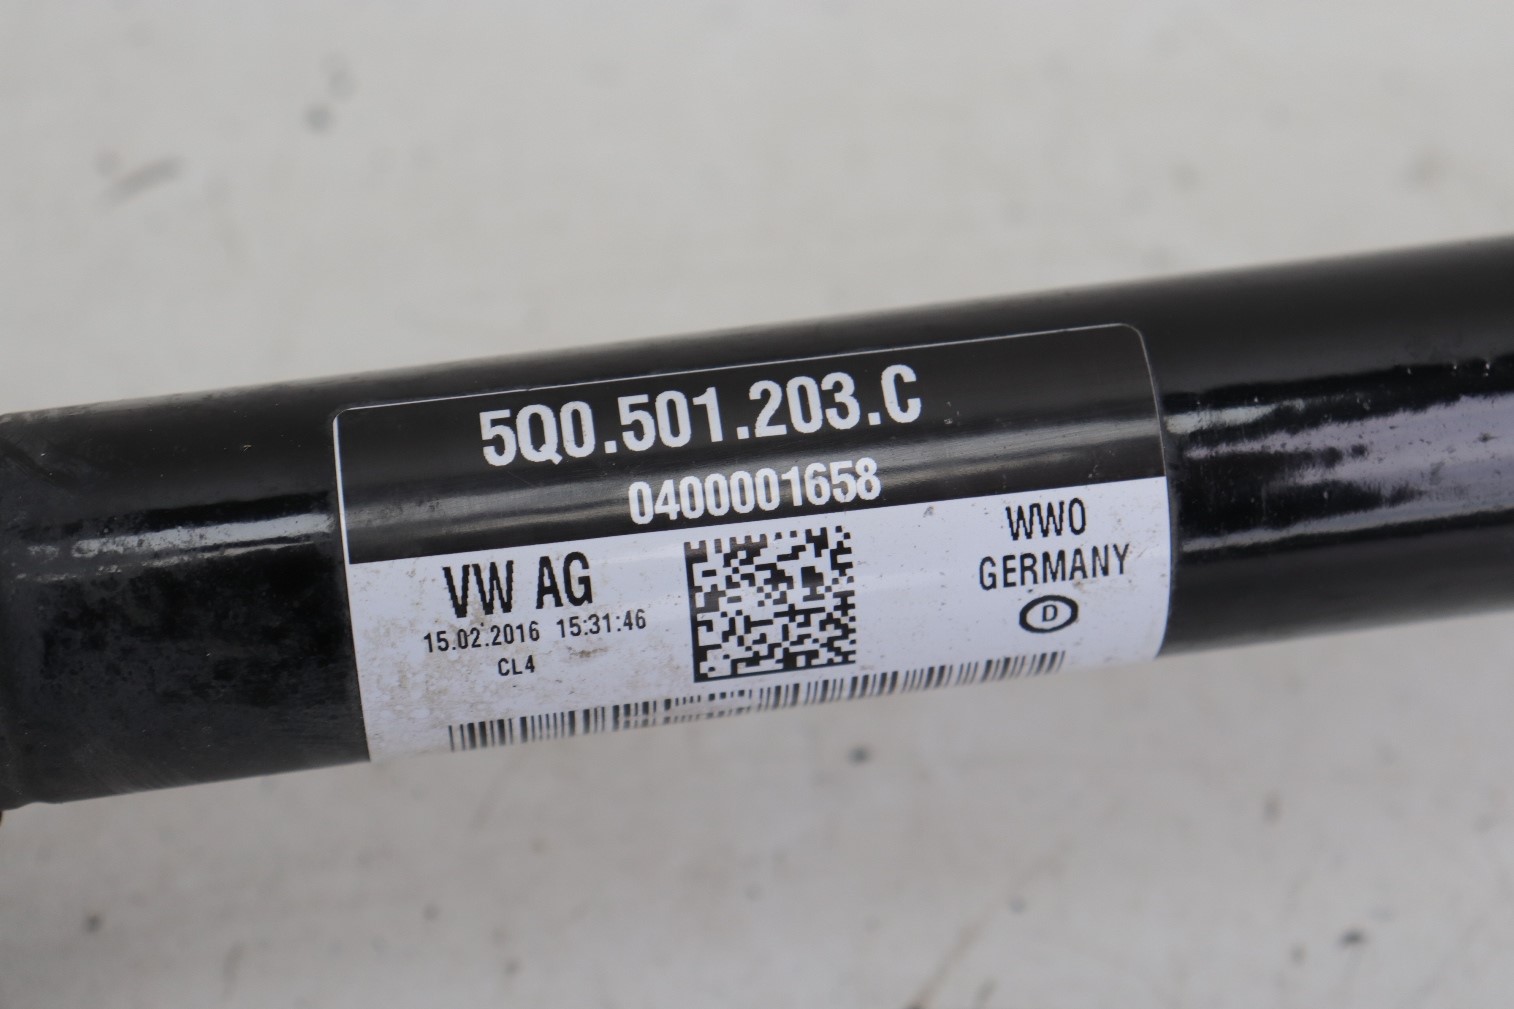 5Q0.501.203.C
0400001658
VW AG
15.02.2016 15:31:46
CL4
WWO
GERMANY
D